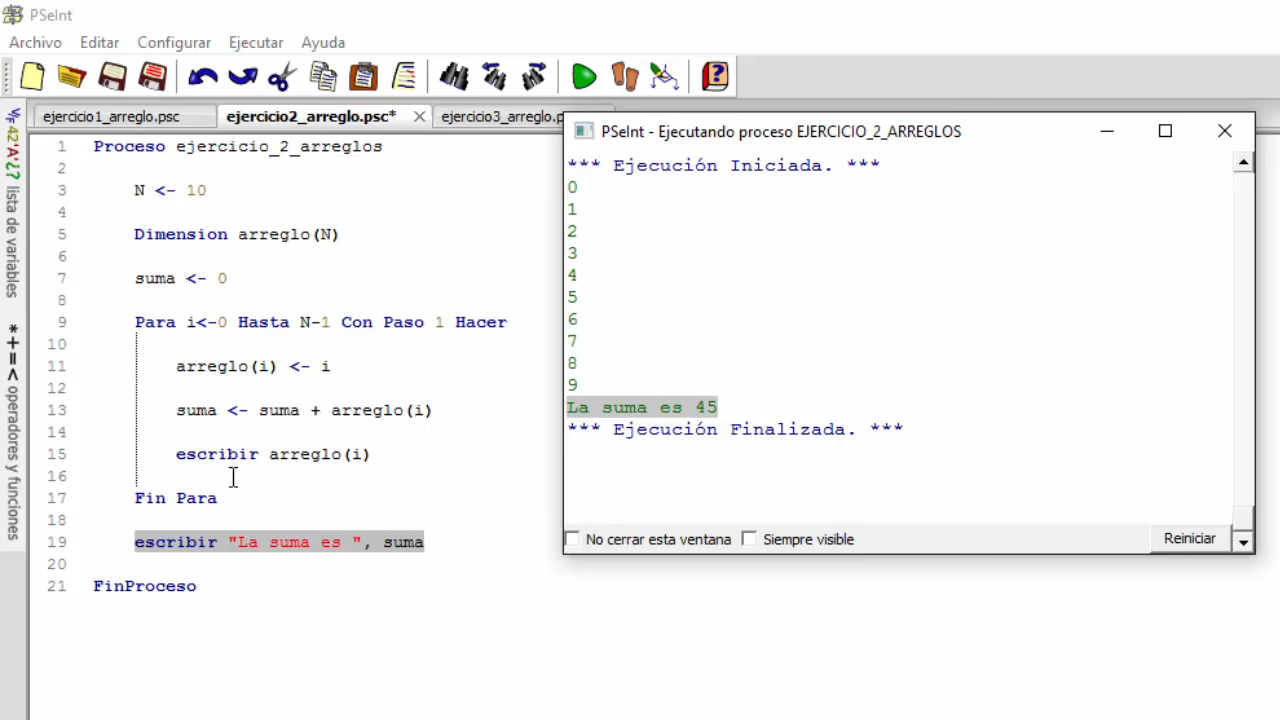 PSeInt
Archivo Editar Configurar Ejecutar Ayuda
ejercicio1_arreglo.psc ejercicio2_arreglo.psc* ejercicio3_arreglo.p
lista de variables
*+=< operadores y funciones
1 Proceso ejercicio_2_arreglos
2
3 N <- 10
4
5 Dimension arreglo(N)
6
7 suma <- 0
8
9 Para i<-0 Hasta N-1 Con Paso 1 Hacer
10
11 arreglo(i) <- i
12
13 suma <- suma + arreglo(i)
14
15 escribir arreglo(i)
16
17 Fin Para
18
19 escribir "La suma es ", suma
20
21 FinProceso
PSeInt - Ejecutando proceso EJERCICIO_2_ARREGLOS
*** Ejecución Iniciada. ***
0
1
2
3
4
5
6
7
8
9
La suma es 45
*** Ejecución Finalizada. ***
No cerrar esta ventana Siempre visible Reiniciar